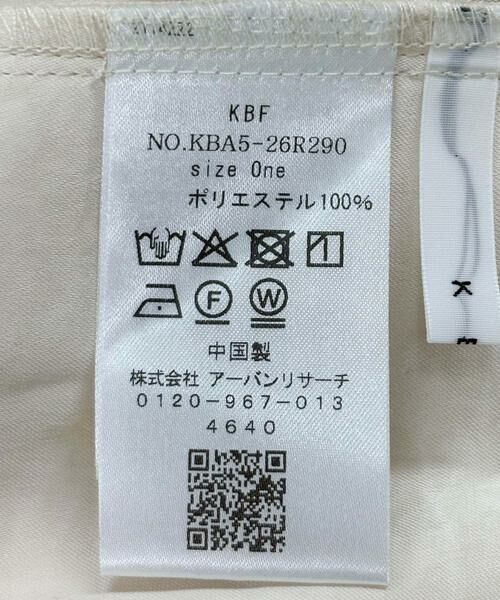 KBF
NO.KBA5-26R290
size One
ポリエステル100%
F
W
中国製
株式会社 アーバンリサーチ
0120-967-013
4640
K